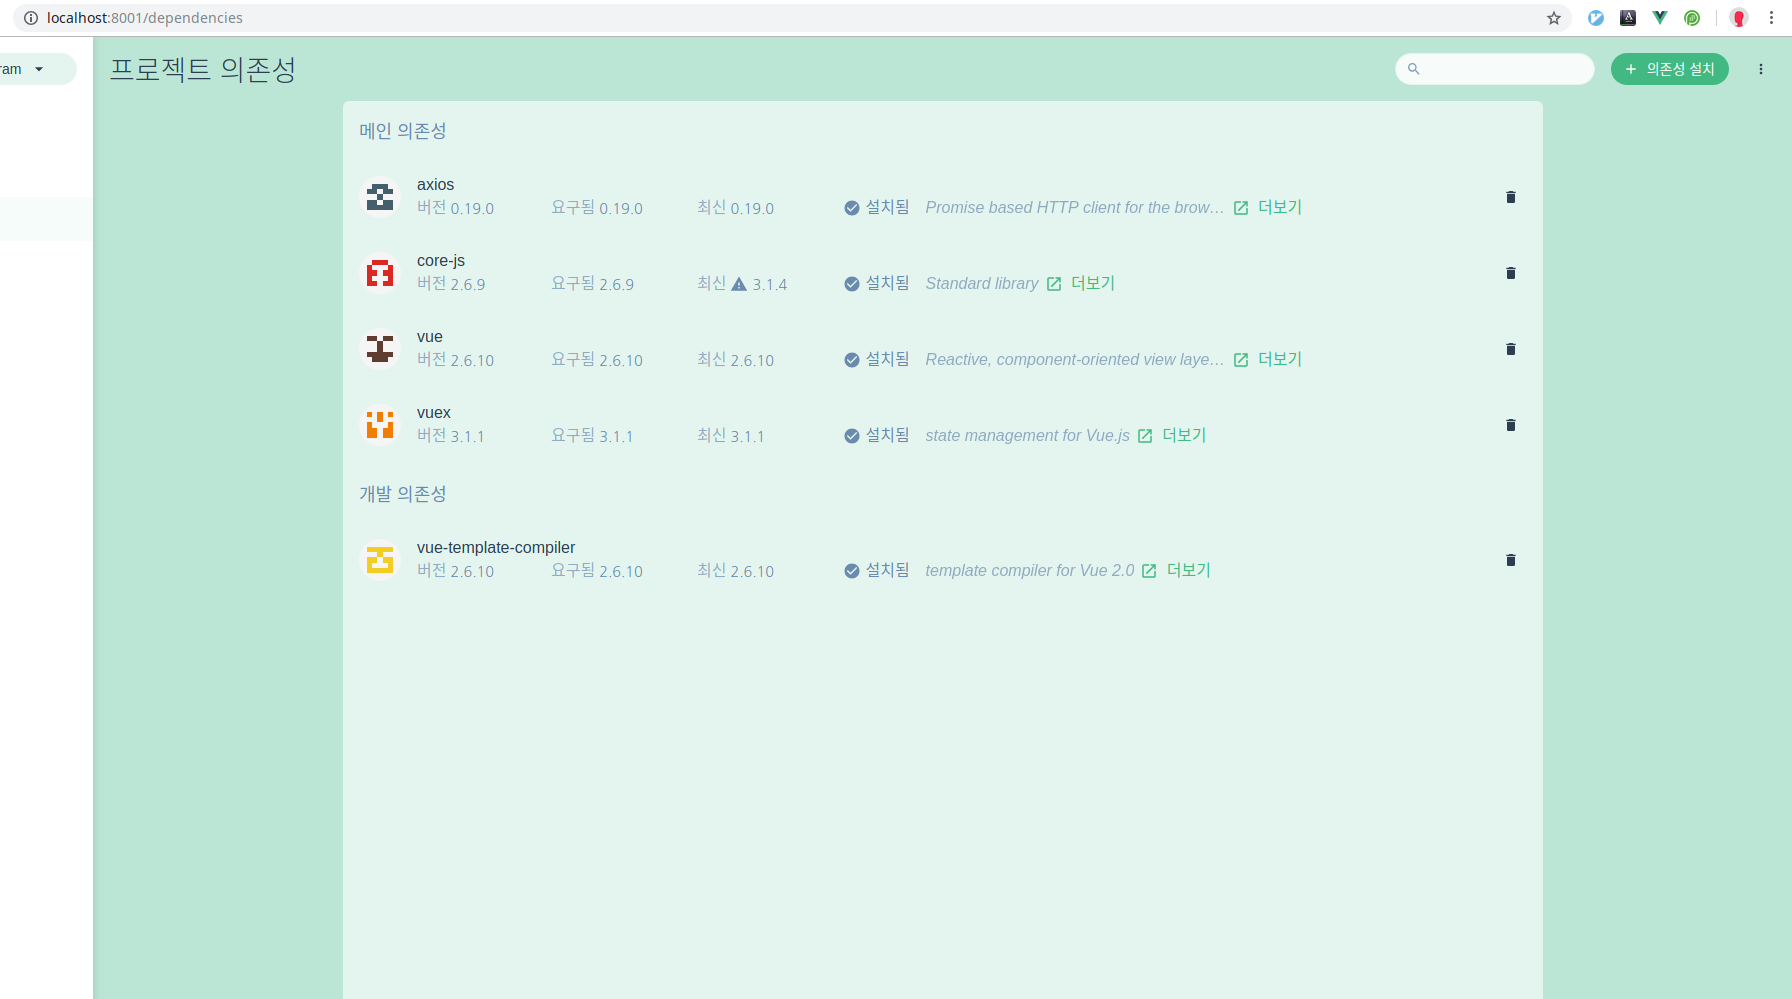 localhost:8001/dependencies
ram
프로젝트 의존성
의존성 설치
메인 의존성
axios
버전 0.19.0 요구됨 0.19.0 최신 0.19.0 설치됨 Promise based HTTP client for the brow… 더보기
core-js
버전 2.6.9 요구됨 2.6.9 최신 3.1.4 설치됨 Standard library 더보기
vue
버전 2.6.10 요구됨 2.6.10 최신 2.6.10 설치됨 Reactive, component-oriented view laye… 더보기
vuex
버전 3.1.1 요구됨 3.1.1 최신 3.1.1 설치됨 state management for Vue.js 더보기
개발 의존성
vue-template-compiler
버전 2.6.10 요구됨 2.6.10 최신 2.6.10 설치됨 template compiler for Vue 2.0 더보기